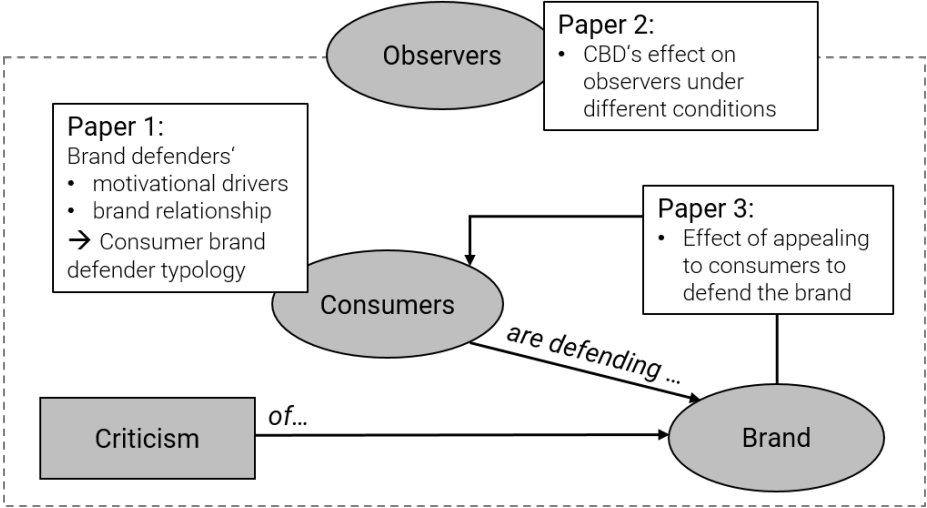 Observers
Paper 2:
• CBD‘s effect on
observers under
different conditions
Paper 1:
Brand defenders‘
• motivational drivers
• brand relationship
→ Consumer brand
defender typology
Paper 3:
• Effect of appealing
to consumers to
defend the brand
Consumers
are defending ...
Criticism
of...
Brand